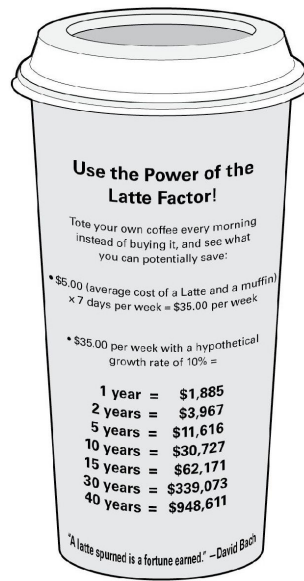 Use the Power of the
Latte Factor!
Tote your own coffee every morning
instead of buying it, and see what
you can potentially save:
• $5.00 (average cost of a Latte and a muffin)
x 7 days per week = $35.00 per week
• $35.00 per week with a hypothetical
growth rate of 10% =
1 year = $1,885
2 years = $3,967
5 years = $11,616
10 years = $30,727
15 years = $62,171
30 years = $339,073
40 years = $948,611
"A latte spurned is a fortune earned." –David Bach